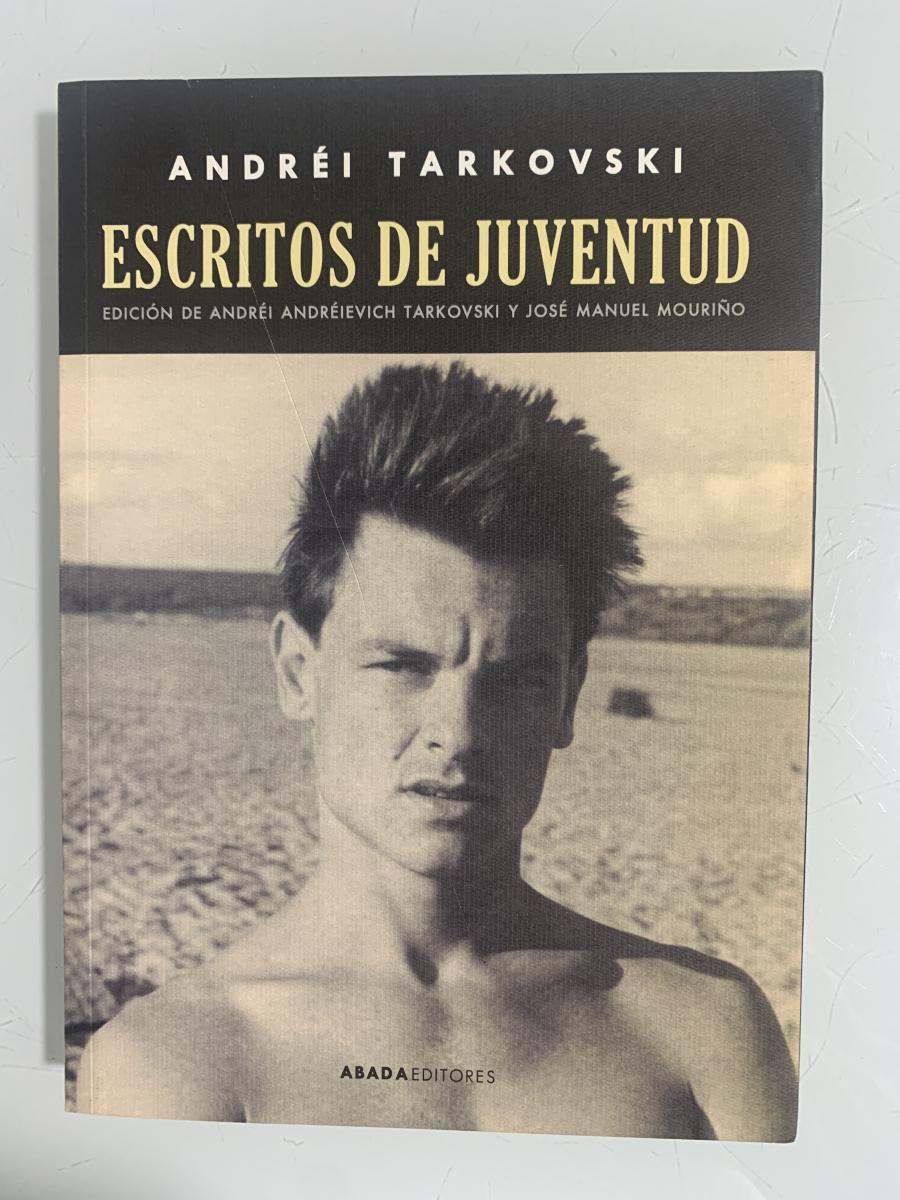 ANDRÉI TARKOVSKI
ESCRITOS DE JUVENTUD
EDICIÓN DE ANDRÉI ANDRÉIEVICH TARKOVSKI Y JOSÉ MANUEL MOURIÑO
ABADAEDITORES